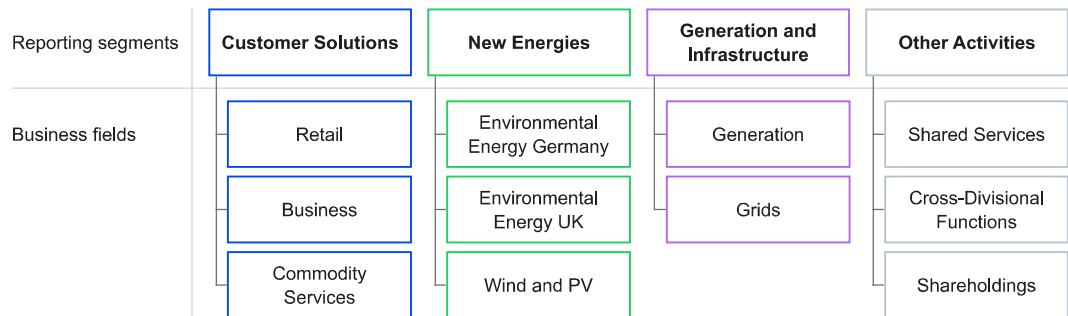 Reporting segments
Customer Solutions
New Energies
Generation and
Infrastructure
Other Activities
Business fields
Retail
Environmental
Energy Germany
Generation
Shared Services
Business
Environmental
Energy UK
Grids
Cross-Divisional
Functions
Commodity
Services
Wind and PV
Shareholdings